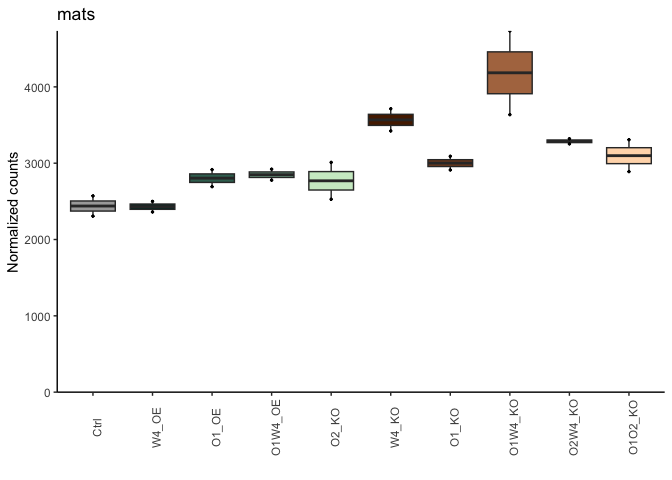 mats
Normalized counts
4000
3000
2000
1000
0
Ctrl
W4_OE
O1_OE
O1W4_OE
O2_KO
W4_KO
O1_KO
O1W4_KO
O2W4_KO
O1O2_KO